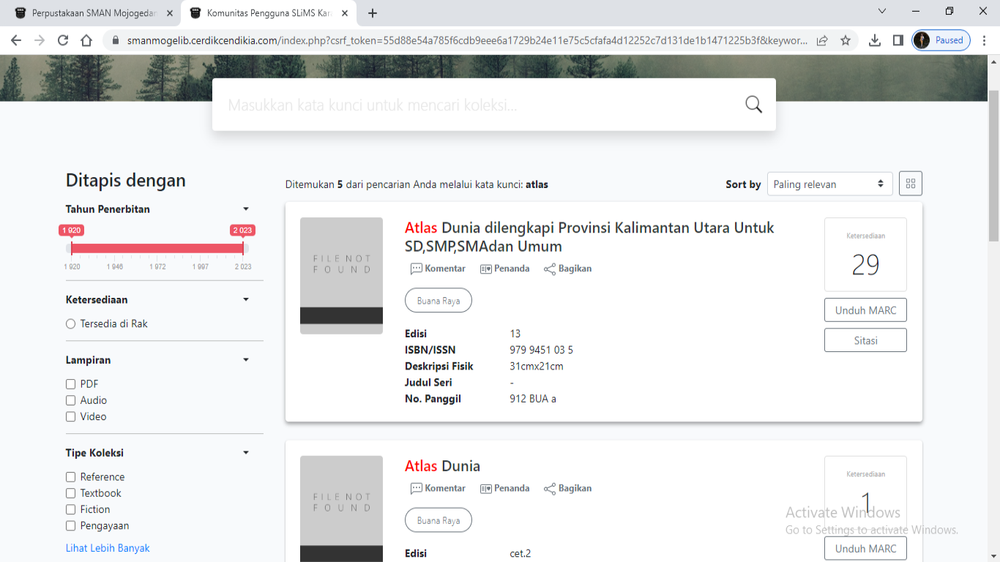 Perpustakaan SMAN Mojogedan
Komunitas Pengguna SLiMS Kar
smanmogelib.cerdikcendikia.com/index.php?csrf_token=55d88e54a785f6cdb9eee6a1729b24e11e75c5cfafa4d12252c7d131de1b1471225b3f&keywor...
Paused
Masukkan kata kunci untuk mencari koleksi...
Ditapis dengan
Ditemukan 5 dari pencarian Anda melalui kata kunci: atlas
Sort by
Paling relevan
Tahun Penerbitan
1 920
2 023
1 920 1 946 1 972 1 997 2 023
Ketersediaan
Tersedia di Rak
Lampiran
PDF
Audio
Video
Tipe Koleksi
Reference
Textbook
Fiction
Pengayaan
Lihat Lebih Banyak
FILE NOT
FOUND
Atlas Dunia dilengkapi Provinsi Kalimantan Utara Untuk
SD,SMP,SMAdan Umum
Komentar Penanda Bagikan
Buana Raya
Edisi 13
ISBN/ISSN 979 9451 03 5
Deskripsi Fisik 31cmx21cm
Judul Seri -
No. Panggil 912 BUA a
Ketersediaan
29
Unduh MARC
Sitasi
FILE NOT
FOUND
Atlas Dunia
Komentar Penanda Bagikan
Buana Raya
Edisi cet.2
Ketersediaan
1
Unduh MARC
Activate Windows
Go to Settings to activate Windows.